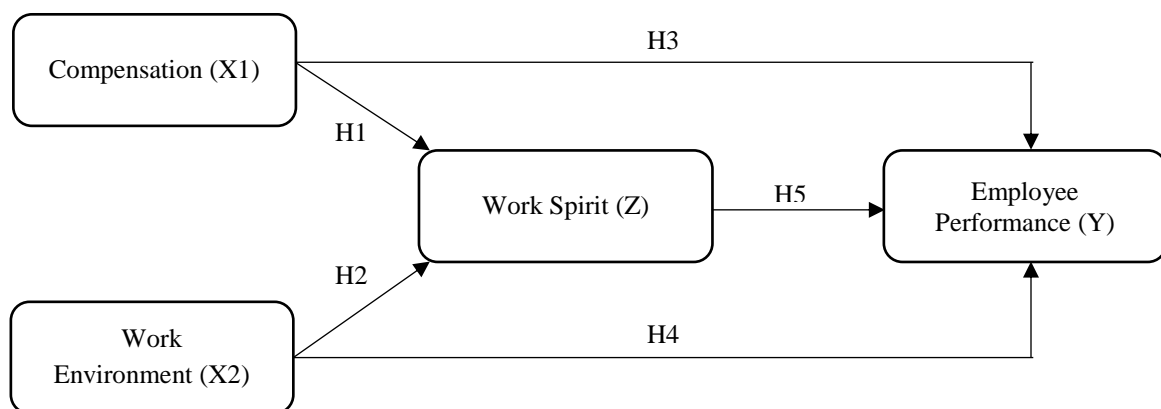 H3
Compensation (X1)
H1
Work Spirit (Z)
H5
Employee
Performance (Y)
H2
Work
Environment (X2)
H4